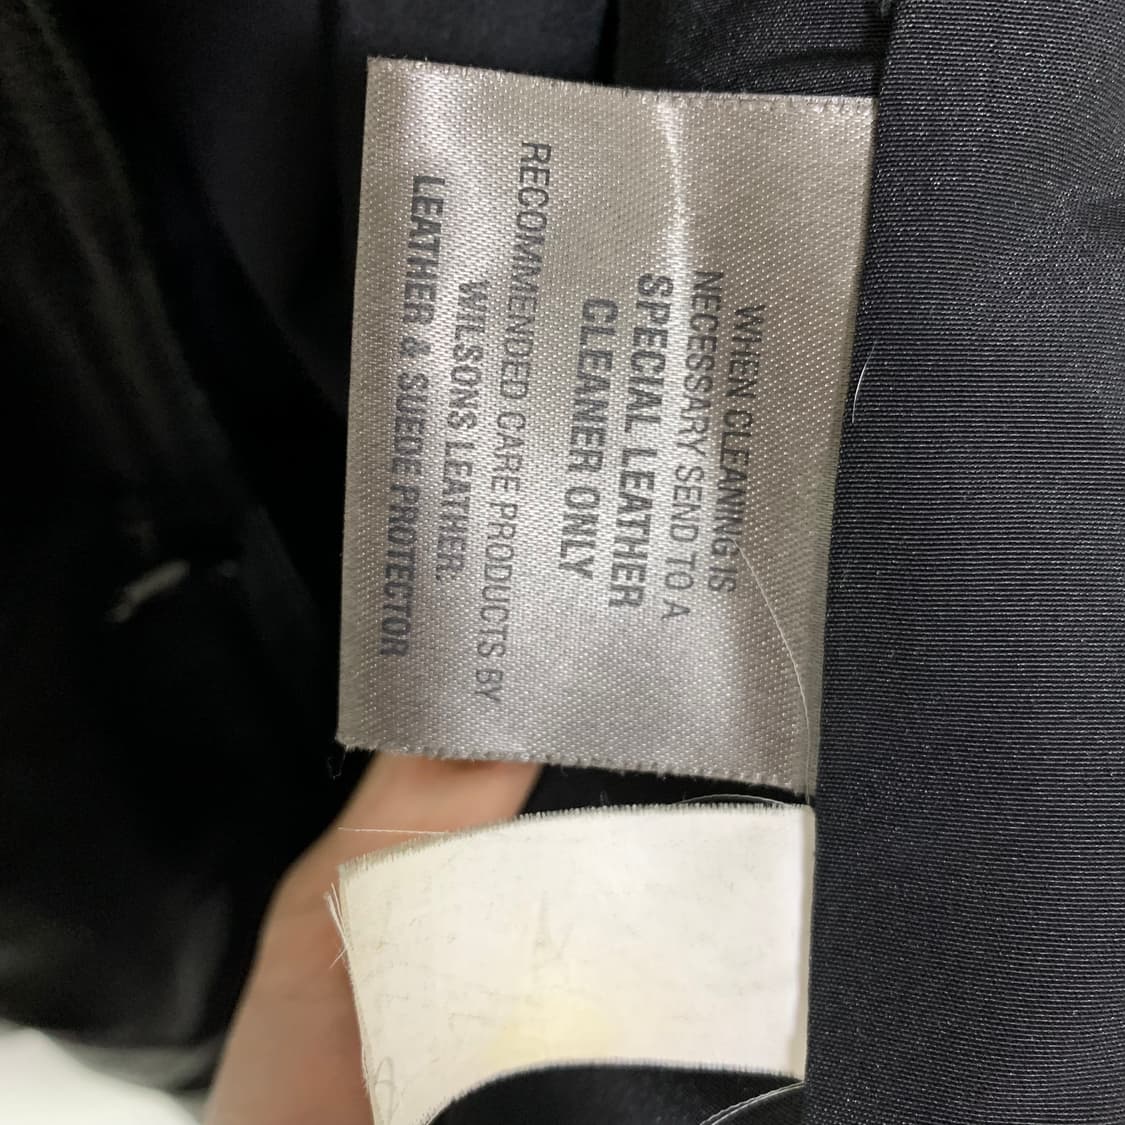 WHEN CLEANING IS
NECESSARY SEND TO A
SPECIAL LEATHER
CLEANER ONLY
RECOMMENDED CARE PRODUCTS BY
WILSONS LEATHER:
LEATHER & SUEDE PROTECTOR